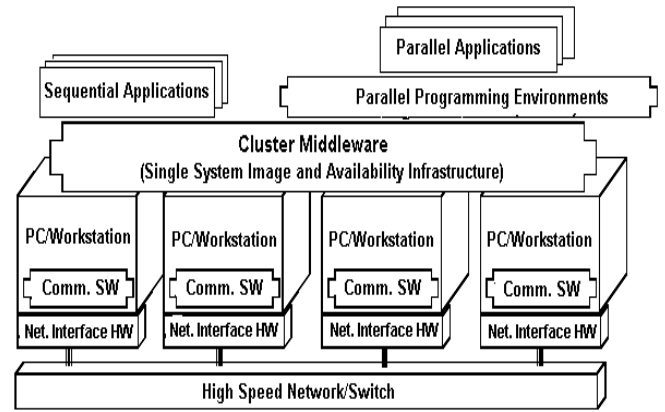 Parallel Applications
Sequential Applications
Parallel Programming Environments
Cluster Middleware
(Single System Image and Availability Infrastructure)
PC/Workstation
PC/Workstation
PC/Workstation
PC/Workstation
Comm. SW
Comm. SW
Comm. SW
Comm. SW
Net. Interface HW
Net. Interface HW
Net. Interface HW
Net. Interface HW
High Speed Network/Switch